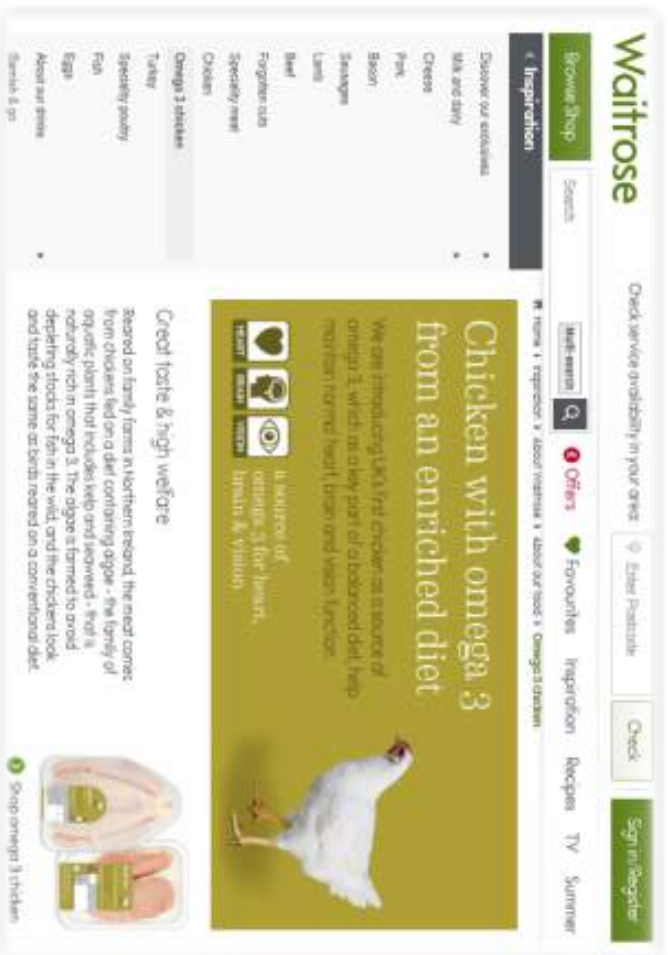 Waitrose
Check service availability in your area:
Enter Postcode
Check
Sign in/Register
Browse Shop
Search
Multi-search
Offers
Favourites
Inspiration
Recipes
TV
Summer
Home
Inspiration
About Waitrose
About our food
Omega 3 chicken
Inspiration
Discover our exclusives
Milk and dairy
Cheese
Pork
Bacon
Sausages
Lamb
Beef
Forgotten cuts
Speciality meat
Chicken
Omega 3 chicken
Turkey
Speciality poultry
Fish
Eggs
About our drinks
Chicken with omega 3
from an enriched diet
We are introducing UK's first chicken as a source of
omega 3, which as a key part of a balanced diet, help
maintain normal heart, brain and vision function.
HEART
BRAIN
VISION
a source of
omega 3 for heart,
brain & vision
Great taste & high welfare
Reared on family farms in Northern Ireland, the meat comes
from chickens fed on a diet containing algae - the family of
aquatic plants that includes kelp and seaweed - that is
naturally rich in omega 3. The algae is farmed to avoid
depleting stocks for fish in the wild, and the chickens look
and taste the same as birds reared on a conventional diet.
Shop omega 3 chicken